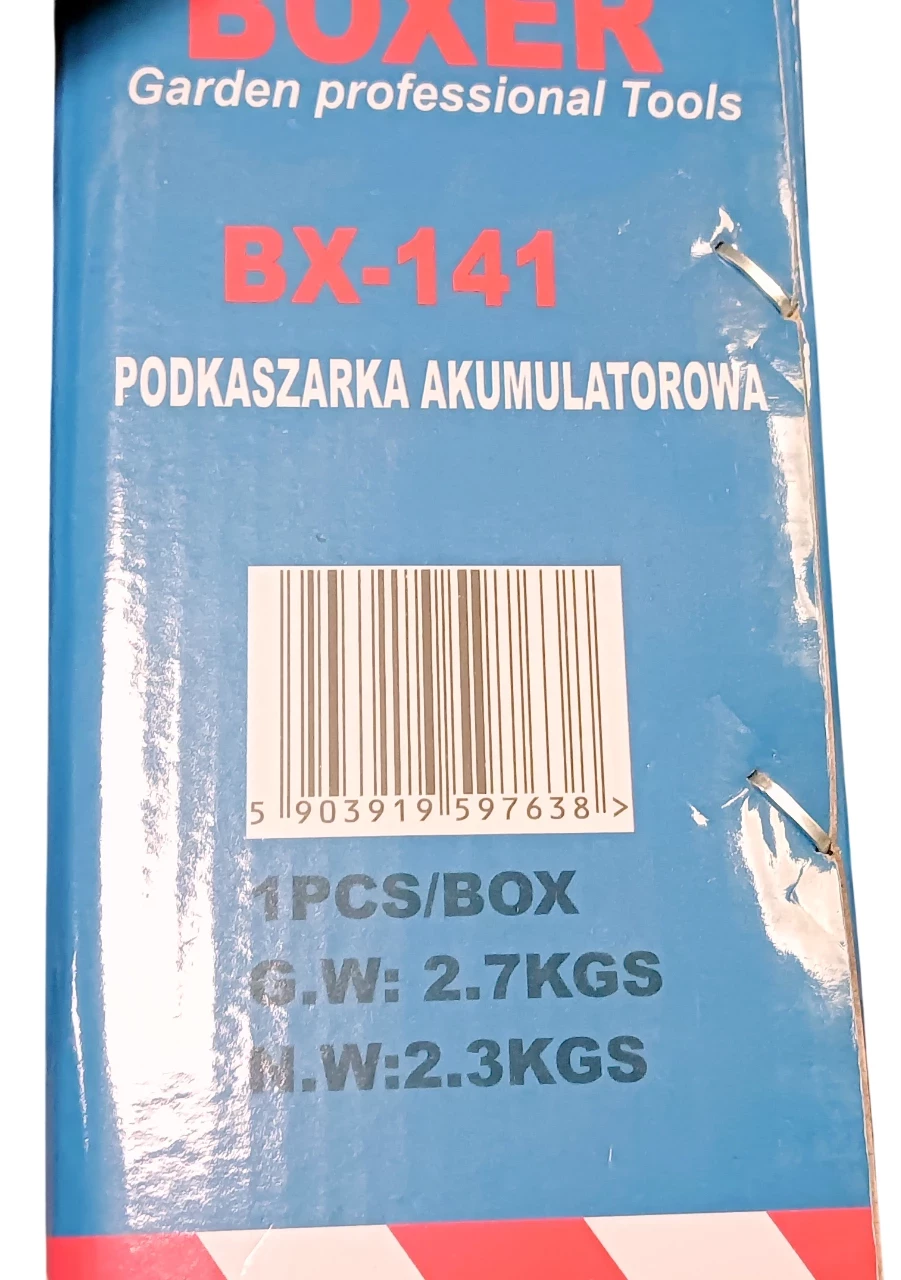 BOXER
Garden professional Tools
BX-141
PODKASZARKA AKUMULATOROWA
5 903919 597638 >
1PCS/BOX
G.W: 2.7KGS
N.W:2.3KGS